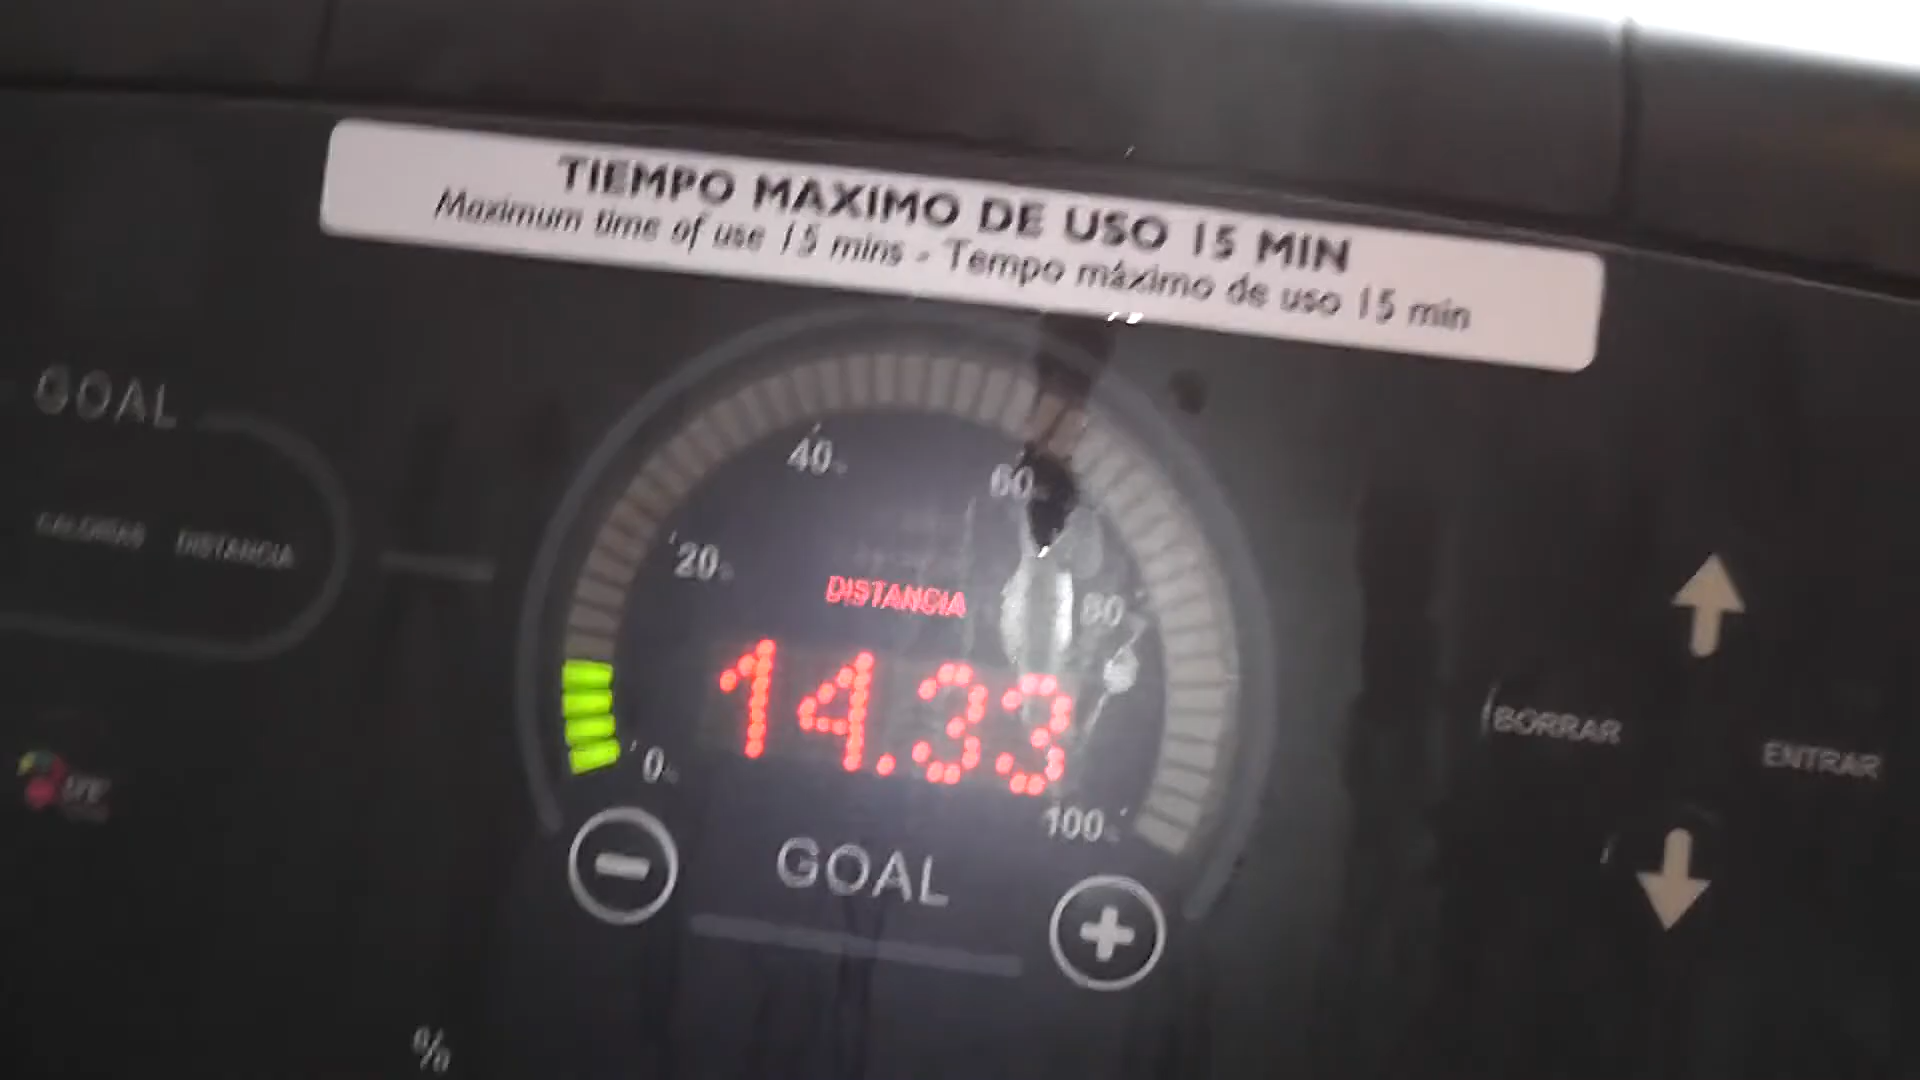 TIEMPO MAXIMO DE USO 15 MIN
Maximum time of use 15 mins - Tempo máximo de uso 15 min
GOAL
CALORIAS DISTANCIA
40
60
20
80
DISTANCIA
14.33
0
100
GOAL
BORRAR
ENTRAR
%